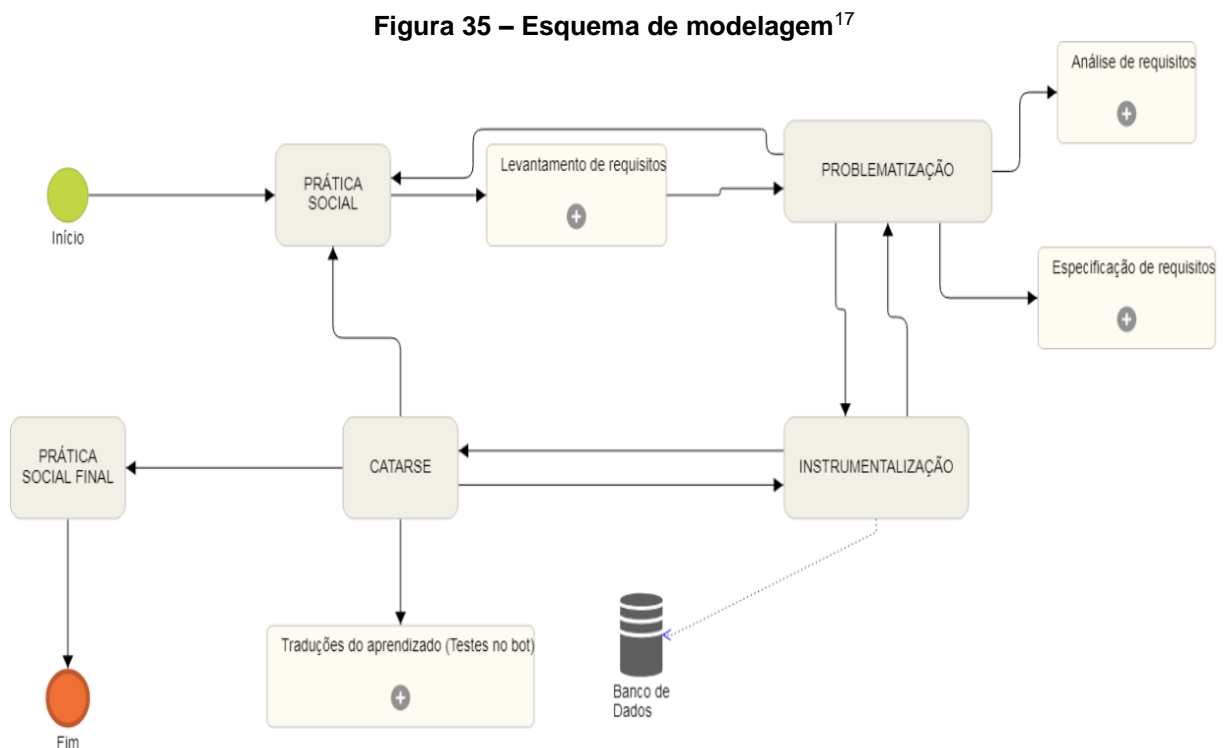 Figura 35 – Esquema de modelagem17
Análise de requisitos
Levantamento de requisitos
PROBLEMATIZAÇÃO
PRÁTICA
SOCIAL
Início
Especificação de requisitos
PRÁTICA
SOCIAL FINAL
CATARSE
INSTRUMENTALIZAÇÃO
Traduções do aprendizado (Testes no bot)
Banco de
Dados
Fim